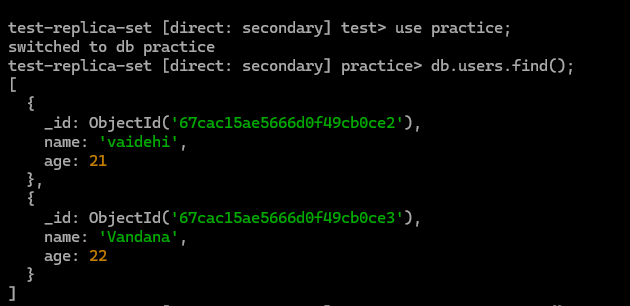 test-replica-set [direct: secondary] test> use practice;
switched to db practice
test-replica-set [direct: secondary] practice> db.users.find();
[
  {
    _id: ObjectId('67cac15ae5666d0f49cb0ce2'),
    name: 'vaidehi',
    age: 21
  },
  {
    _id: ObjectId('67cac15ae5666d0f49cb0ce3'),
    name: 'Vandana',
    age: 22
  }
]